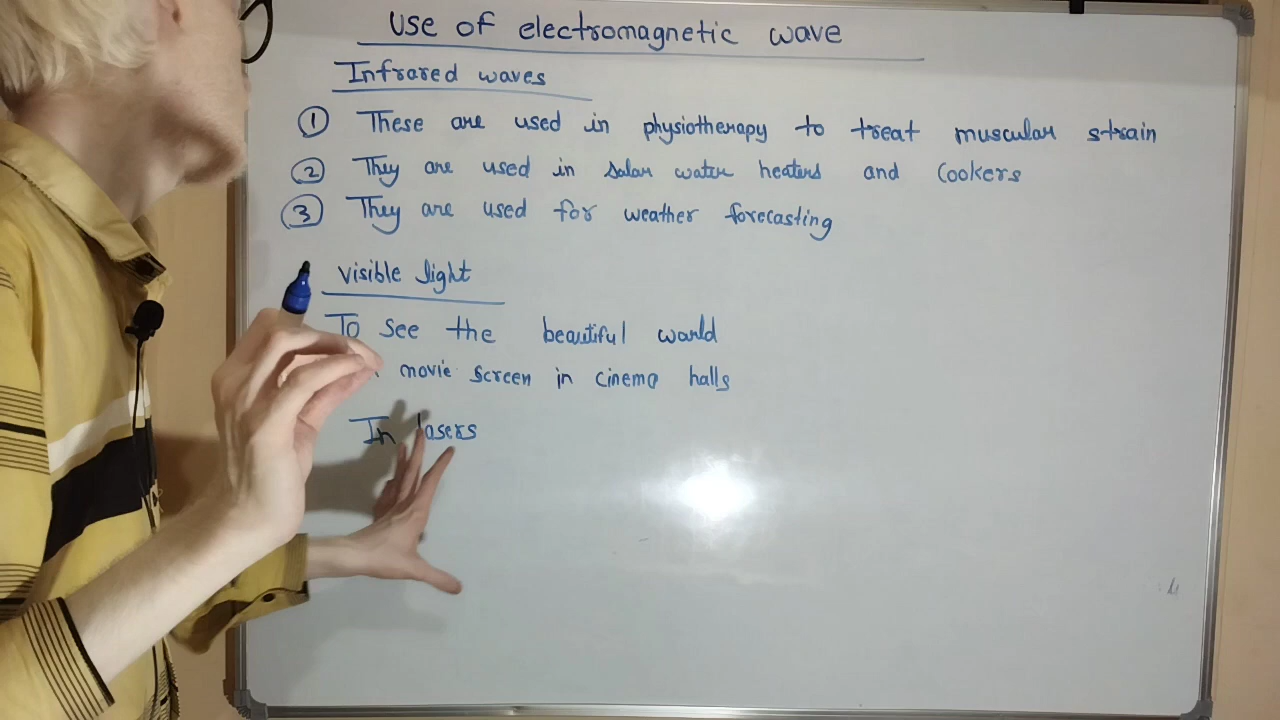 Use of electromagnetic wave
Infrared waves
① These are used in physiotherapy to treat muscular strain
② They are used in solar water heaters and Cookers
③ They are used for weather forecasting
visible light
To see the beautiful world
movie screen in cinema halls
In lasers